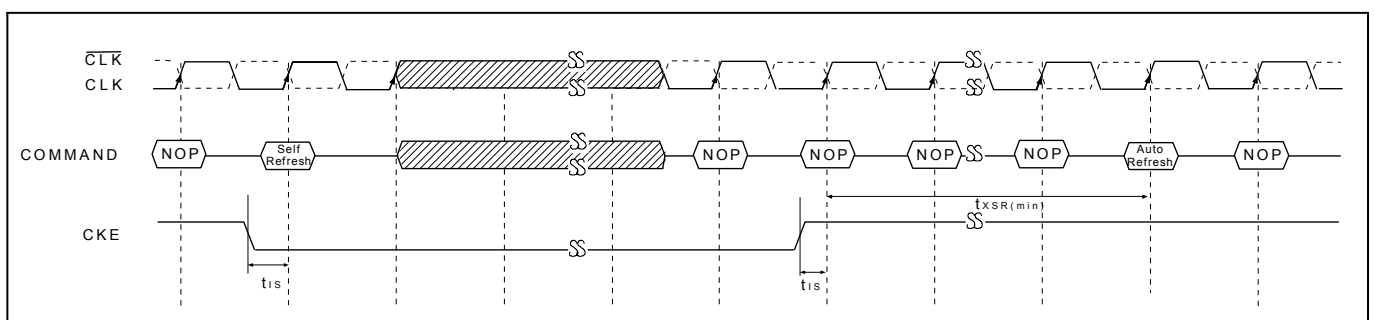 CLK
CLK
COMMAND NOP Self Refresh NOP NOP NOP NOP Auto Refresh NOP
tXSR(min)
CKE
tIS tIS